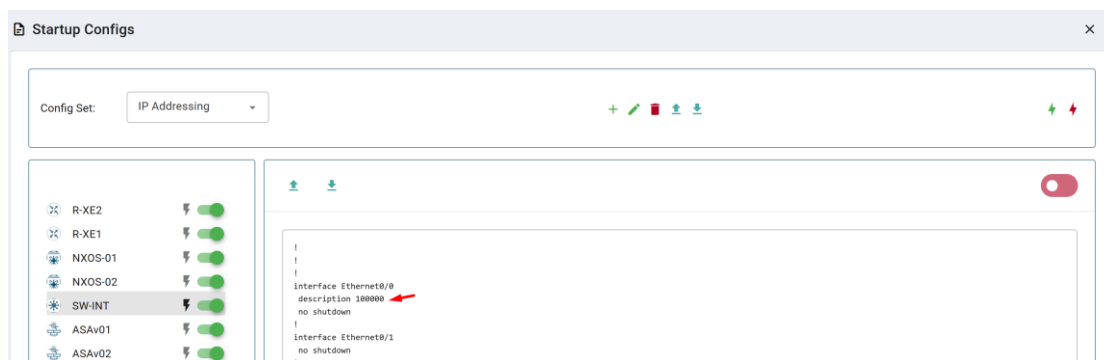 Startup Configs
Config Set:
IP Addressing
R-XE2
R-XE1
NXOS-01
NXOS-02
SW-INT
ASAv01
ASAv02
!
!
!
interface Ethernet0/0
description 100000
no shutdown
!
interface Ethernet0/1
no shutdown